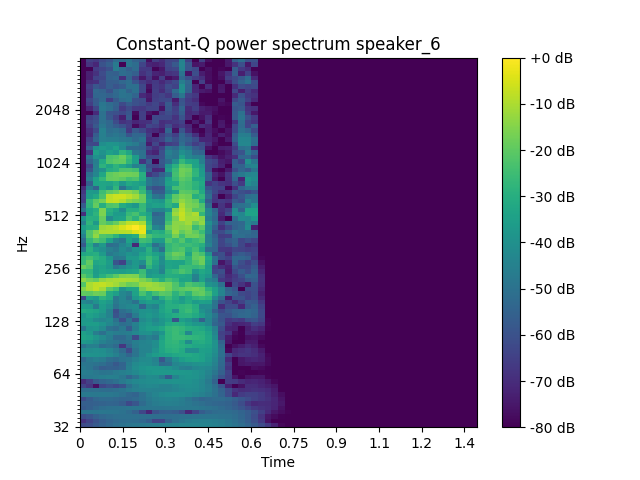 Constant-Q power spectrum speaker_6
Hz
2048
1024
512
256
128
64
32
0 0.15 0.3 0.45 0.6 0.75 0.9 1.1 1.2 1.4
Time
+0 dB
-10 dB
-20 dB
-30 dB
-40 dB
-50 dB
-60 dB
-70 dB
-80 dB